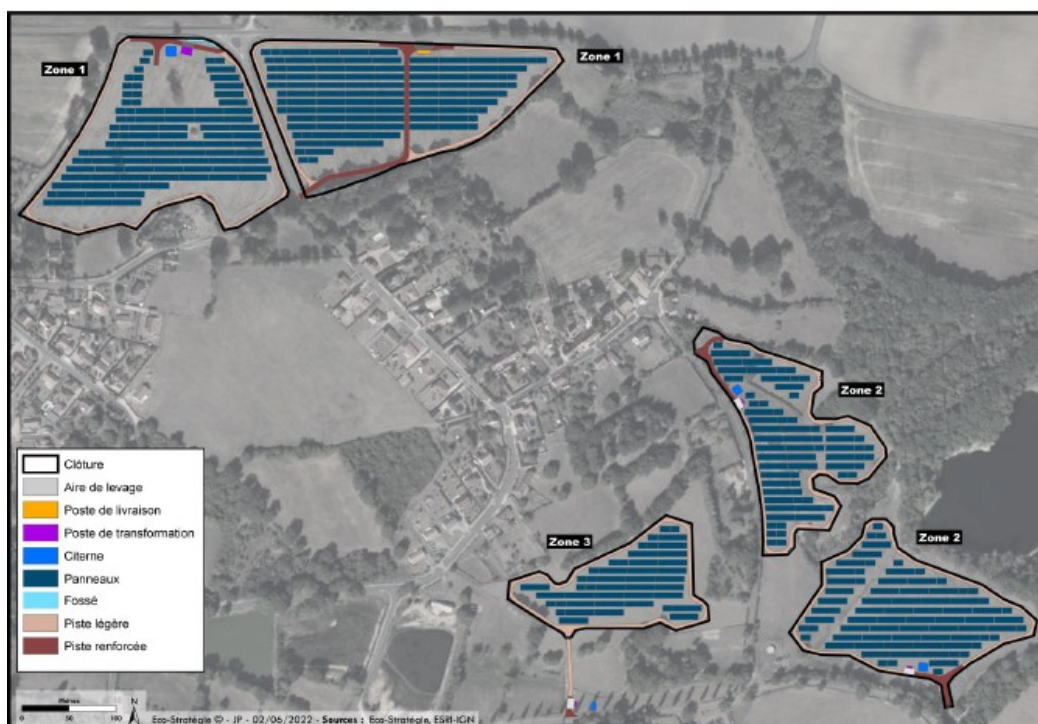 Zone 1
Zone 1
Zone 2
Zone 3
Zone 2
Clôture
Aire de levage
Poste de livraison
Poste de transformation
Citerne
Panneaux
Fossé
Piste légère
Piste renforcée
Mètres
0 50 100
N
Eco-Stratégie © - JP - 02/06/2022 - Sources : Eco-Stratégie, ESRI-IGN